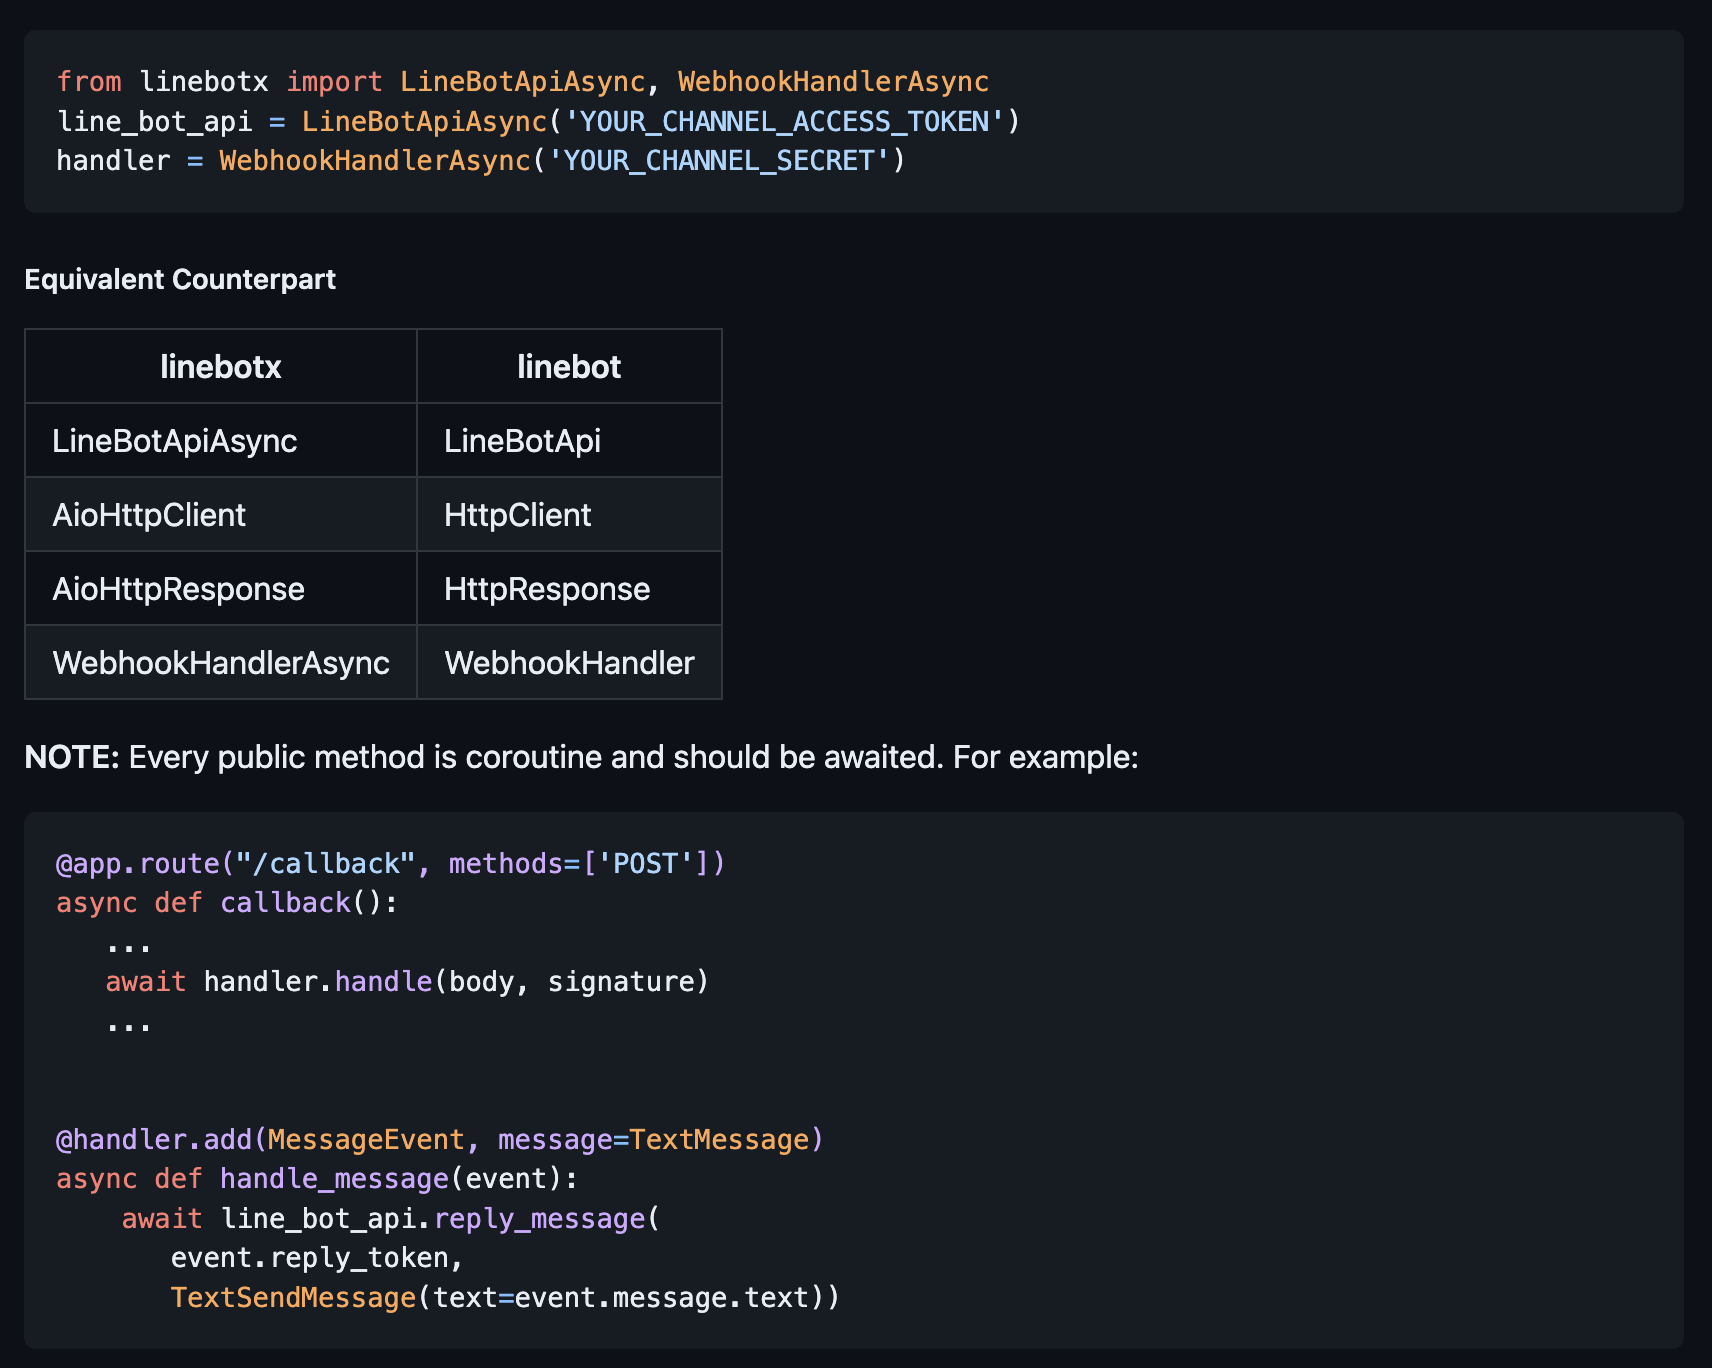 from linebotx import LineBotApiAsync, WebhookHandlerAsync
line_bot_api = LineBotApiAsync('YOUR_CHANNEL_ACCESS_TOKEN')
handler = WebhookHandlerAsync('YOUR_CHANNEL_SECRET')
Equivalent Counterpart
linebotx linebot
LineBotApiAsync LineBotApi
AioHttpClient HttpClient
AioHttpResponse HttpResponse
WebhookHandlerAsync WebhookHandler
NOTE: Every public method is coroutine and should be awaited. For example:
@app.route("/callback", methods=['POST'])
async def callback():
   ...
   await handler.handle(body, signature)
   ...
@handler.add(MessageEvent, message=TextMessage)
async def handle_message(event):
    await line_bot_api.reply_message(
       event.reply_token,
       TextSendMessage(text=event.message.text))